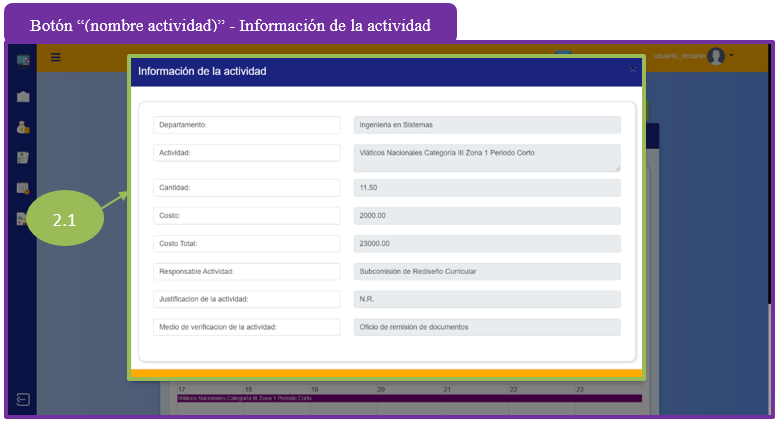 Botón “(nombre actividad)” - Información de la actividad
usuario_decano
Información de la actividad
Departamento: Ingeniería en Sistemas
Actividad: Viáticos Nacionales Categoría III Zona 1 Periodo Corto
Cantidad: 11.50
2.1
Costo: 2000.00
Costo Total: 23000.00
Responsable Actividad: Subcomisión de Rediseño Curricular
Justificacion de la actividad: N.R.
Medio de verificacion de la actividad: Oficio de remisión de documentos
17 18 19 20 21 22 23
Viáticos Nacionales Categoría III Zona 1 Periodo Corto